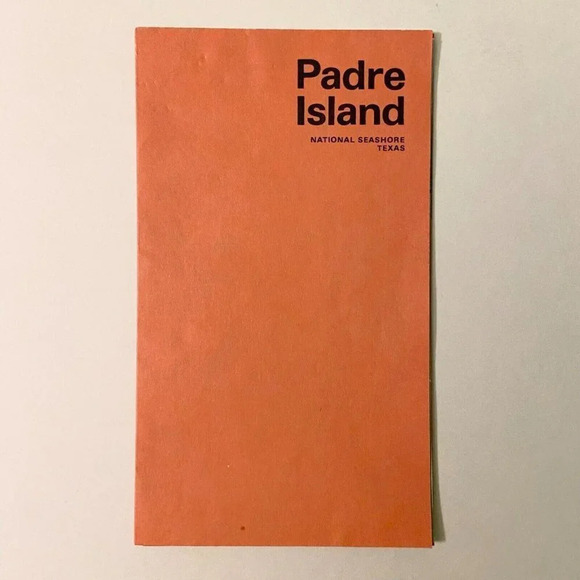 Padre
Island
NATIONAL SEASHORE
TEXAS